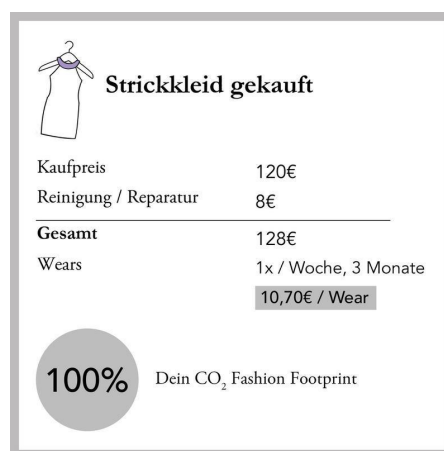 Strickkleid gekauft
Kaufpreis 120€
Reinigung / Reparatur 8€
Gesamt 128€
Wears 1x / Woche, 3 Monate
10,70€ / Wear
100% Dein CO₂ Fashion Footprint